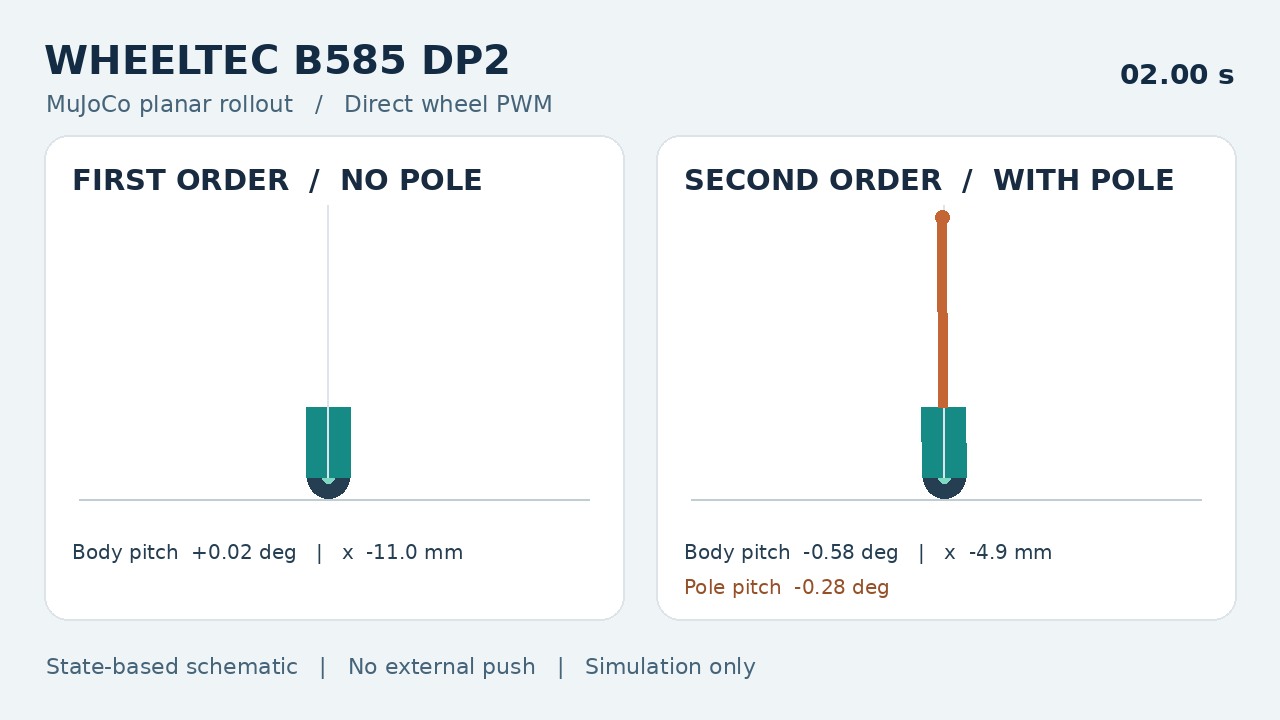 WHEELTEC B585 DP2
02.00 s
MuJoCo planar rollout / Direct wheel PWM
FIRST ORDER / NO POLE
Body pitch +0.02 deg | x -11.0 mm
SECOND ORDER / WITH POLE
Body pitch -0.58 deg | x -4.9 mm
Pole pitch -0.28 deg
State-based schematic | No external push | Simulation only